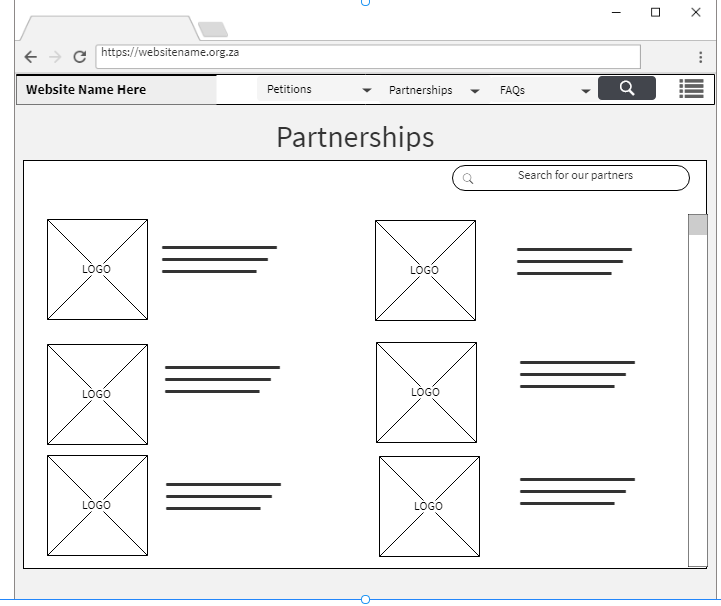 https://websitename.org.za
Website Name Here
Petitions
Partnerships
FAQs
Partnerships
Search for our partners
LOGO
LOGO
LOGO
LOGO
LOGO
LOGO